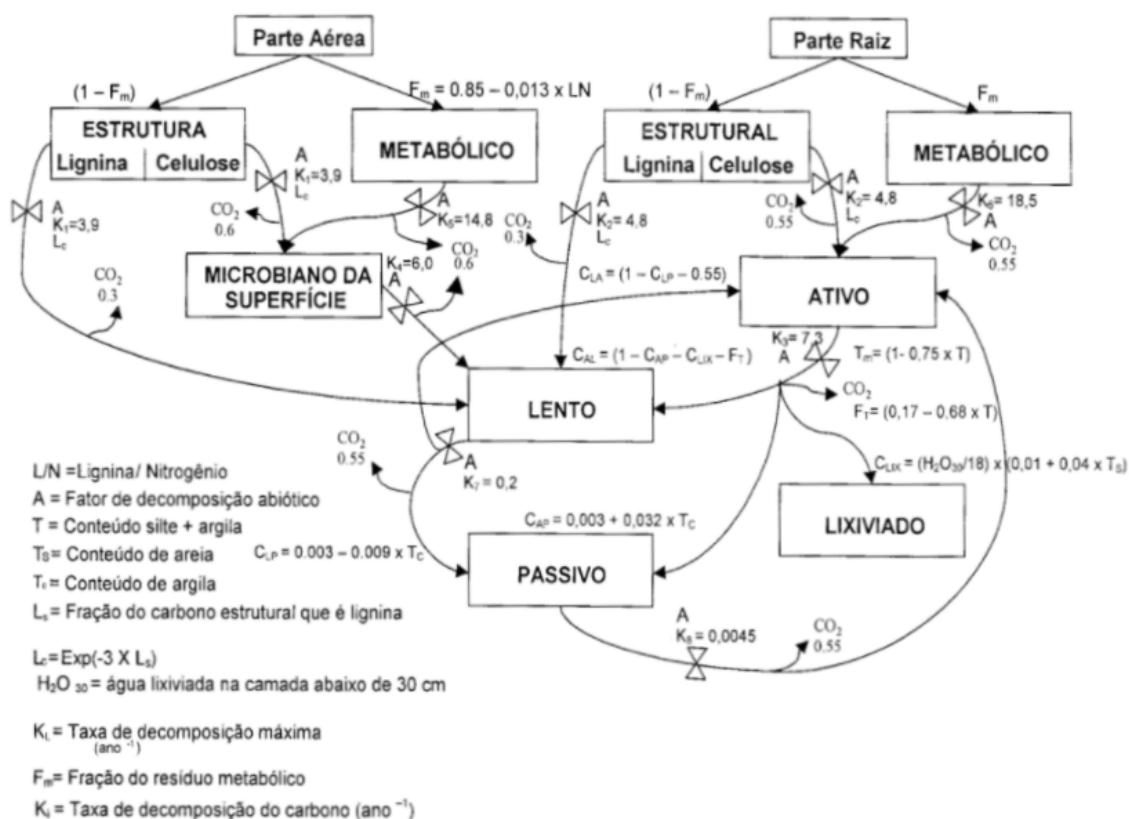 Parte Aérea
Parte Raiz
(1 – Fm)
Fm = 0.85 – 0,013 x LN
(1 – Fm)
Fm
ESTRUTURA
Lignina | Celulose
METABÓLICO
ESTRUTURAL
Lignina | Celulose
METABÓLICO
A
K1=3,9
Lc
A
K1=3,9
Lc
CO2
0.6
A
K5=14,8
CO2
0.6
A
K2= 4,8
Lc
CO2
0.3
A
K2= 4,8
Lc
CO2
0.55
K6= 18,5
A
CO2
0.55
CO2
0.3
MICROBIANO DA
SUPERFÍCIE
K4=6,0
A
CLA = (1 – CLP – 0.55)
ATIVO
K3= 7,3
A
Tm= (1- 0,75 x T)
CAL = (1 – CAP – CLIX – FT)
CO2
FT= (0,17 – 0.68 x T)
LENTO
CO2
0.55
A
K7 = 0,2
CLIX = (H2O30/18) x (0,01 + 0,04 x TS)
LIXIVIADO
CAP = 0,003 + 0,032 x TC
CLP = 0.003 – 0.009 x TC
PASSIVO
A
K8 = 0,0045
CO2
0.55
L/N =Lignina/ Nitrogênio
A = Fator de decomposição abiótico
T = Conteúdo silte + argila
TS= Conteúdo de areia
Tc = Conteúdo de argila
Ls = Fração do carbono estrutural que é lignina
Lc=Exp(-3 X Ls)
H2O 30 = água lixiviada na camada abaixo de 30 cm
KL= Taxa de decomposição máxima
(ano -1)
Fm= Fração do resíduo metabólico
Ki = Taxa de decomposição do carbono (ano -1)